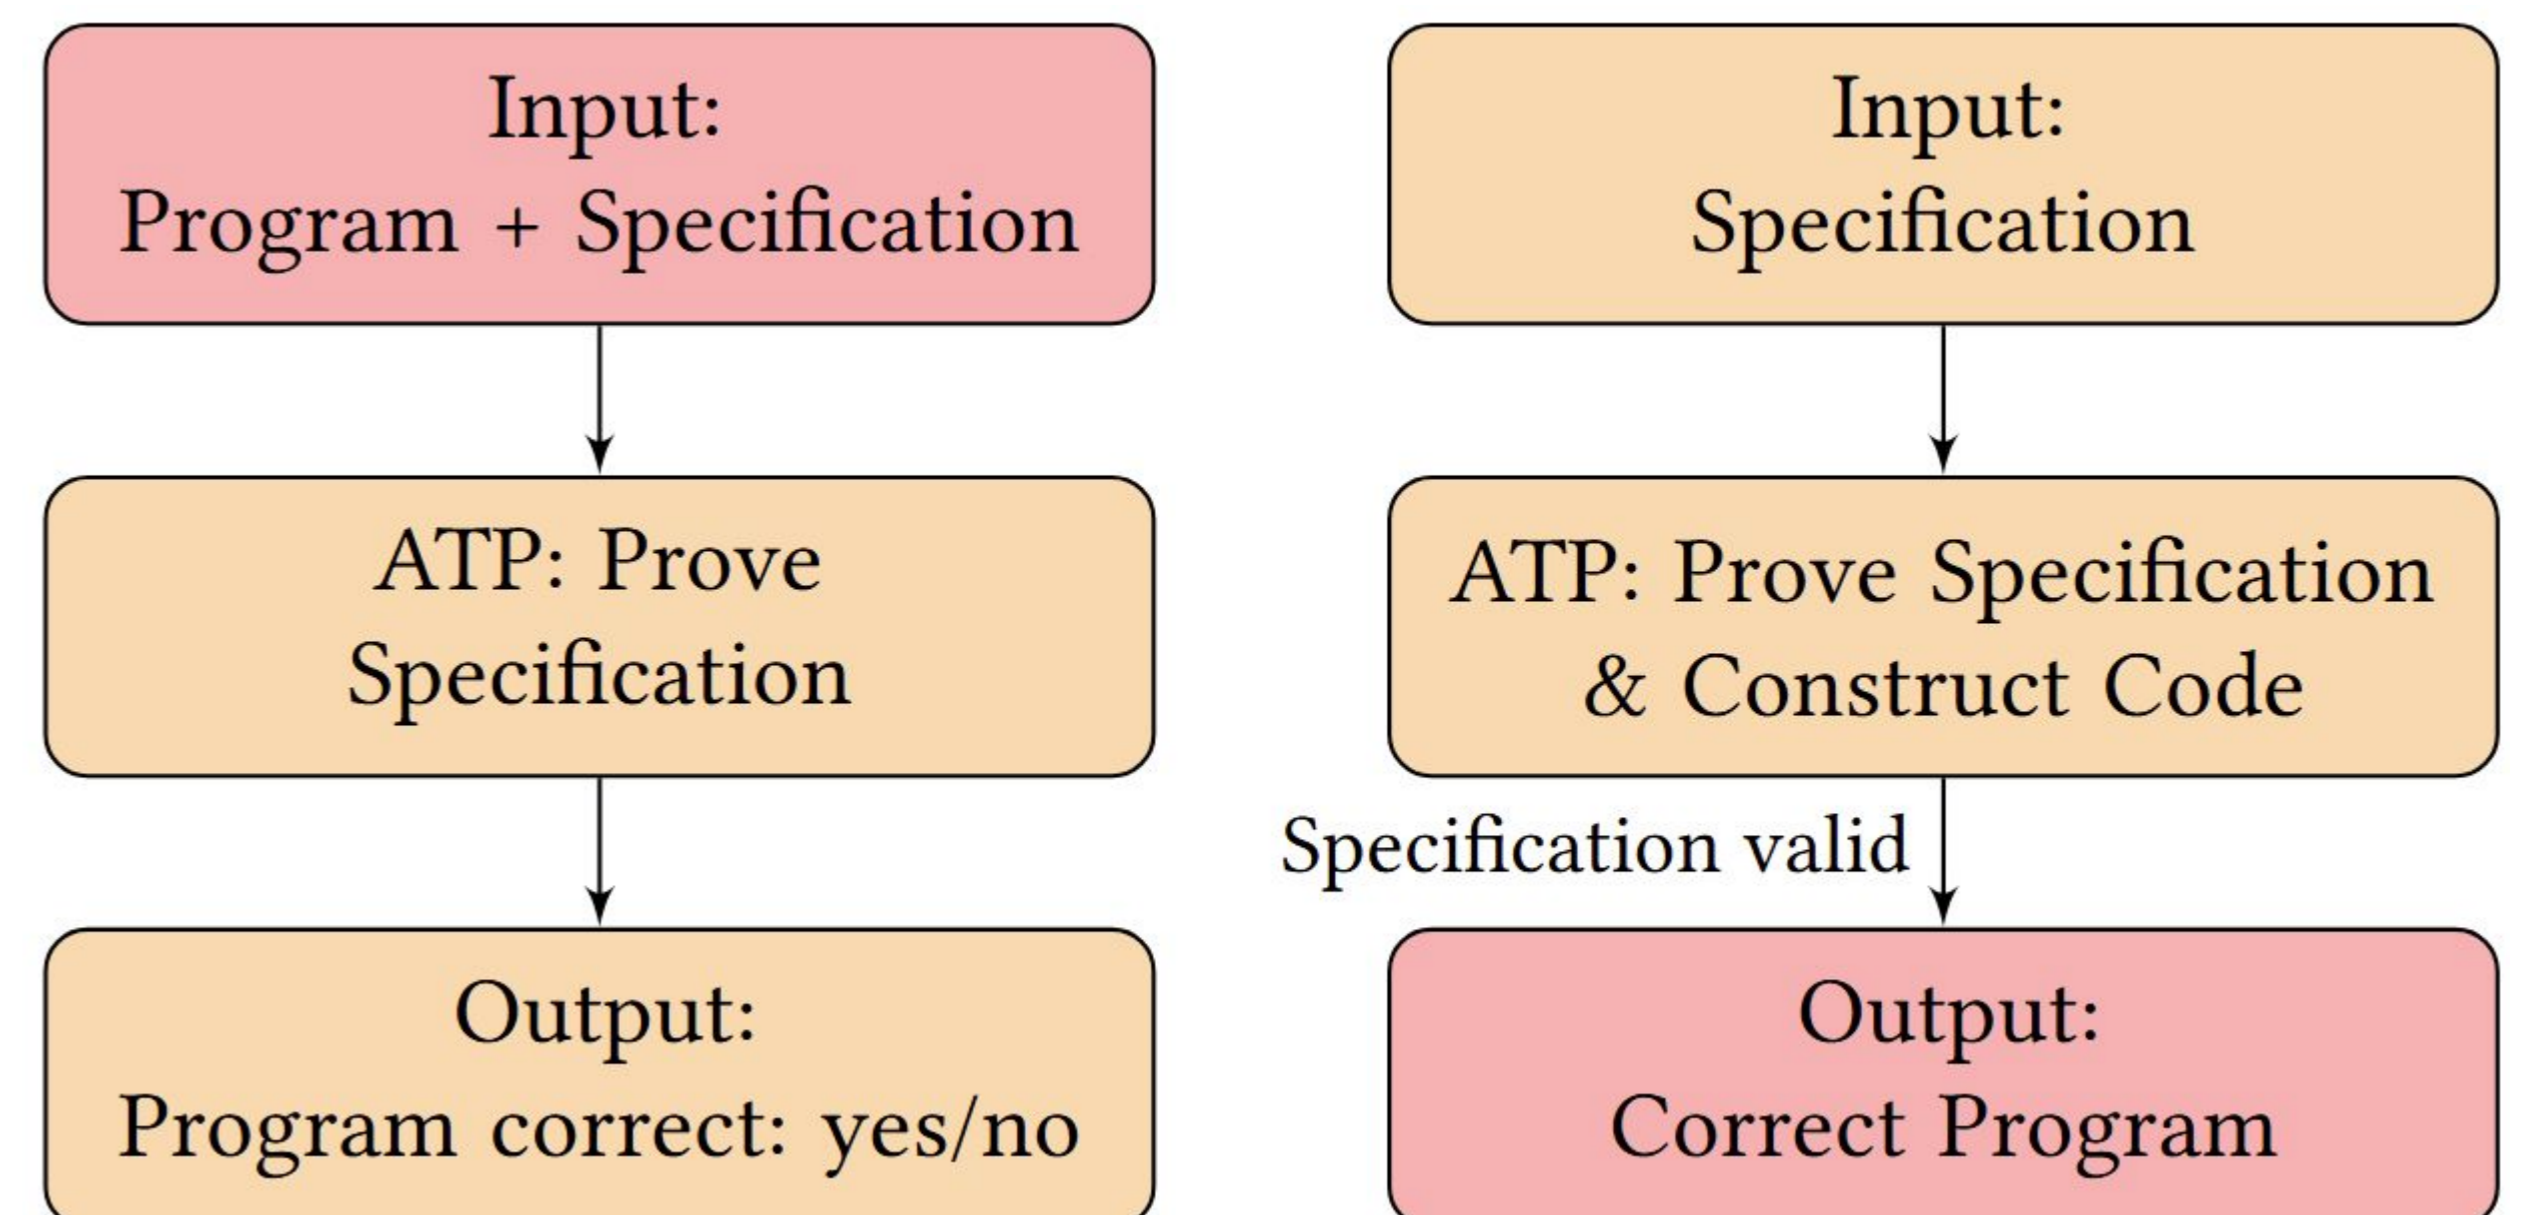 Input:
Program + Specification
ATP: Prove
Specification
Output:
Program correct: yes/no
Input:
Specification
ATP: Prove Specification
& Construct Code
Specification valid
Output:
Correct Program